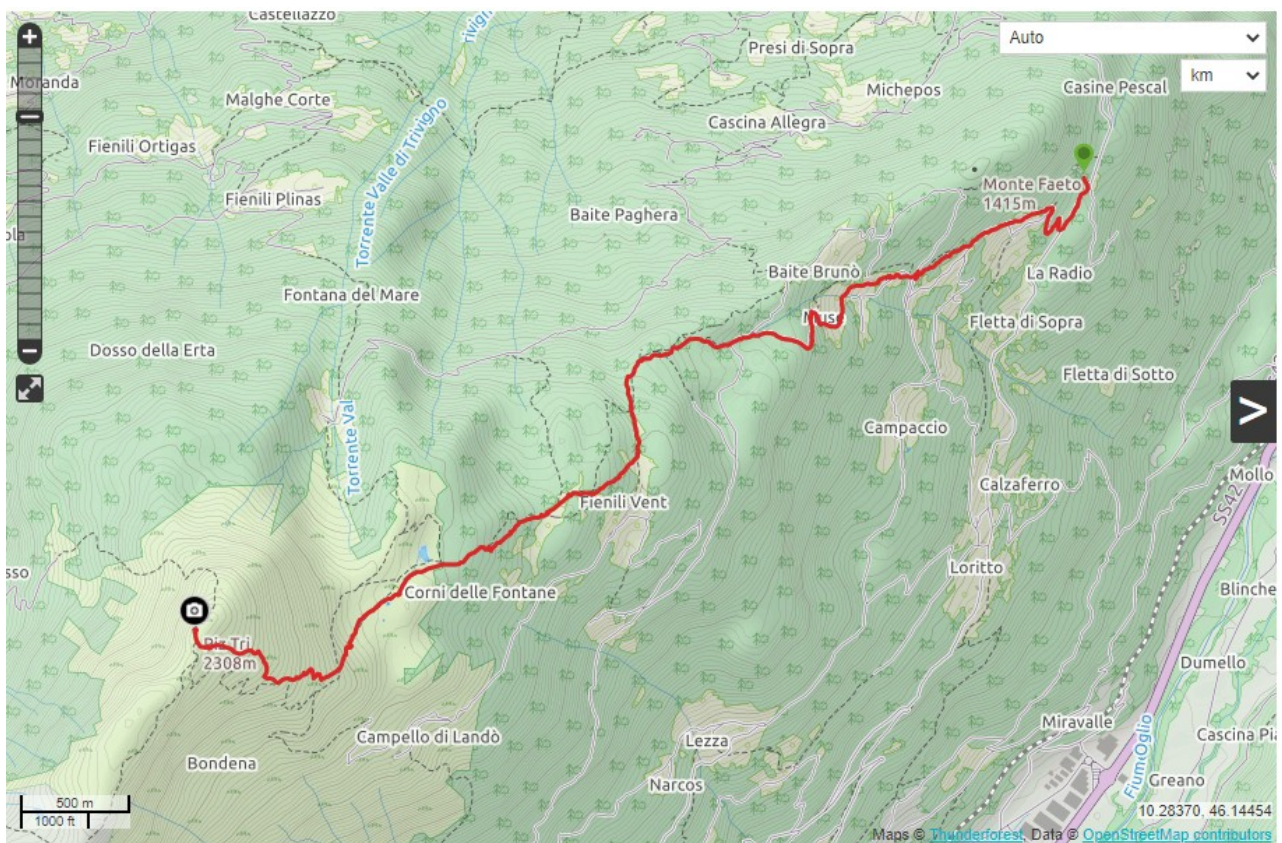 Castellazzo
Auto
km
Presi di Sopra
Moranda
Malghe Corte
Michepos
Casine Pescal
Torrente Valle di Trivigno
Cascina Allegra
Fienili Ortigas
Monte Faeto
1415m
Fienili Plinas
Baite Paghera
Baite Brunò
La Radio
Fontana del Mare
Muse
Fletta di Sopra
Dosso della Erta
Fletta di Sotto
>
Torrente Val
Campaccio
Mollo
Calzaferro
Fienili Vent
SS42
Loritto
Corni delle Fontane
Blinche
Piz Tri
2308m
Dumello
Miravalle
Campello di Landò
Lezza
Cascina Pia
Bondena
Fium Oglio
Narcos
Greano
500 m
1000 ft
10.28370, 46.14454
Maps © Thunderforest, Data © OpenStreetMap contributors